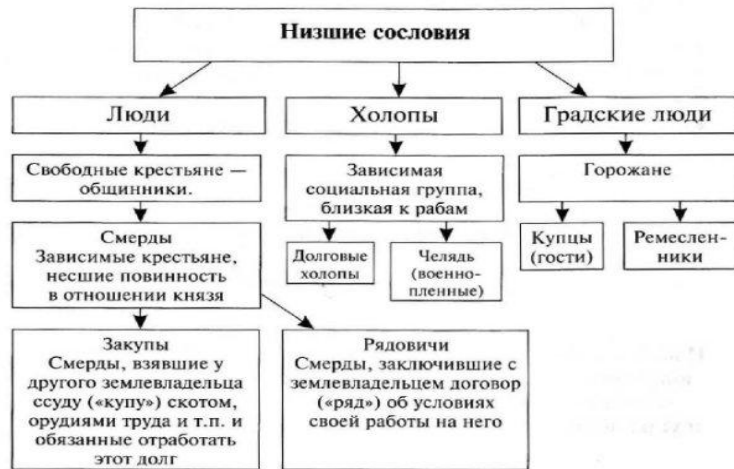 Низшие сословия
Люди
Холопы
Градские люди
Свободные крестьяне —
общинники.
Зависимая
социальная группа,
близкая к рабам
Горожане
Смерды
Зависимые крестьяне,
несшие повинность
в отношении князя
Долговые
холопы
Челядь
(военно-
пленные)
Купцы
(гости)
Ремеслен-
ники
Закупы
Смерды, взявшие у
другого землевладельца
ссуду («купу») скотом,
орудиями труда и т.п. и
обязанные отработать
этот долг
Рядовичи
Смерды, заключившие с
землевладельцем договор
(«ряд») об условиях
своей работы на него